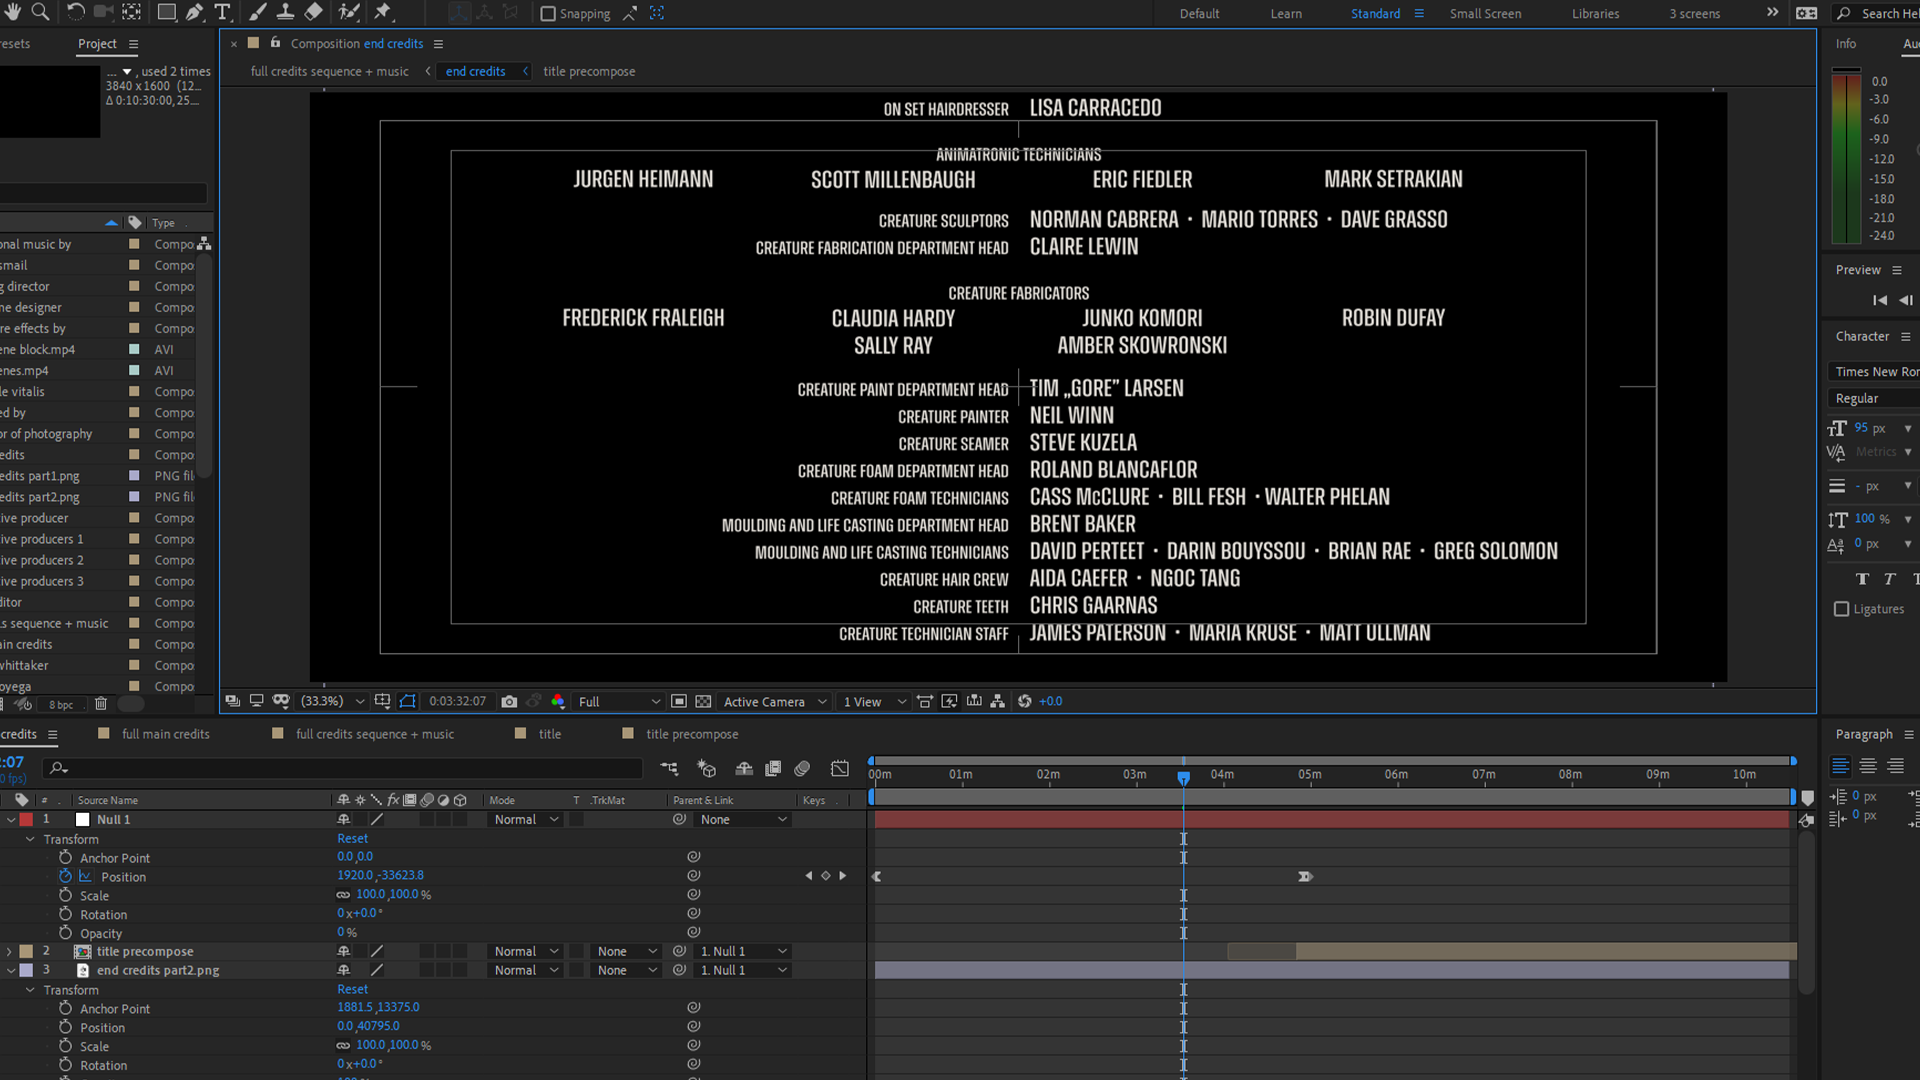 Snapping
Default
Learn
Standard
Small Screen
Libraries
3 screens
Search Hel
esets
Project
Composition end credits
Info
Au
..., used 2 times
3840 x 1600 (12...
Δ 0:10:30:00, 25...
full credits sequence + music
end credits
title precompose
0.0
-3.0
-6.0
-9.0
-12.0
-15.0
-18.0
-21.0
-24.0
ON SET HAIRDRESSER LISA CARRACEDO
ANIMATRONIC TECHNICIANS
JURGEN HEIMANN SCOTT MILLENBAUGH ERIC FIEDLER MARK SETRAKIAN
CREATURE SCULPTORS NORMAN CABRERA · MARIO TORRES · DAVE GRASSO
CREATURE FABRICATION DEPARTMENT HEAD CLAIRE LEWIN
CREATURE FABRICATORS
FREDERICK FRALEIGH CLAUDIA HARDY JUNKO KOMORI ROBIN DUFAY
SALLY RAY AMBER SKOWRONSKI
CREATURE PAINT DEPARTMENT HEAD TIM „GORE” LARSEN
CREATURE PAINTER NEIL WINN
CREATURE SEAMER STEVE KUZELA
CREATURE FOAM DEPARTMENT HEAD ROLAND BLANCAFLOR
CREATURE FOAM TECHNICIANS CASS McCLURE · BILL FESH · WALTER PHELAN
MOULDING AND LIFE CASTING DEPARTMENT HEAD BRENT BAKER
MOULDING AND LIFE CASTING TECHNICIANS DAVID PERTEET · DARIN BOUYSSOU · BRIAN RAE · GREG SOLOMON
CREATURE HAIR CREW AIDA CAEFER · NGOC TANG
CREATURE TEETH CHRIS GAARNAS
CREATURE TECHNICIAN STAFF JAMES PATERSON · MARIA KRUSE · MATT ULLMAN
Type
onal music by Compo
smail Compo
g director Compo
me designer Compo
re effects by Compo
ene block.mp4 AVI
enes.mp4 AVI
le vitalis Compo
ed by Compo
or of photography Compo
redits Compo
redits part1.png PNG fil
redits part2.png PNG fil
tive producer Compo
tive producers 1 Compo
tive producers 2 Compo
tive producers 3 Compo
ditor Compo
ls sequence + music Compo
ain credits Compo
whittaker Compo
oyega Compo
8 bpc
Preview
Character
Times New Ron
Regular
95 px
Metrics
- px
100 %
0 px
T T T
Ligatures
(33.3%)
0:03:32:07
Full
Active Camera
1 View
+0.0
credits
full main credits
full credits sequence + music
title
title precompose
Paragraph
2:07
0 fps)
00m 01m 02m 03m 04m 05m 06m 07m 08m 09m 10m
0 px
0 px
# Source Name fx Mode T .TrkMat Parent & Link Keys
1 Null 1 Normal None
Transform Reset
Anchor Point 0.0,0.0
Position 1920.0,-33623.8
Scale 100.0,100.0 %
Rotation 0x+0.0°
Opacity 0 %
2 title precompose Normal None 1. Null 1
3 end credits part2.png Normal None 1. Null 1
Transform Reset
Anchor Point 1881.5,13375.0
Position 0.0,40795.0
Scale 100.0,100.0 %
Rotation 0x+0.0°